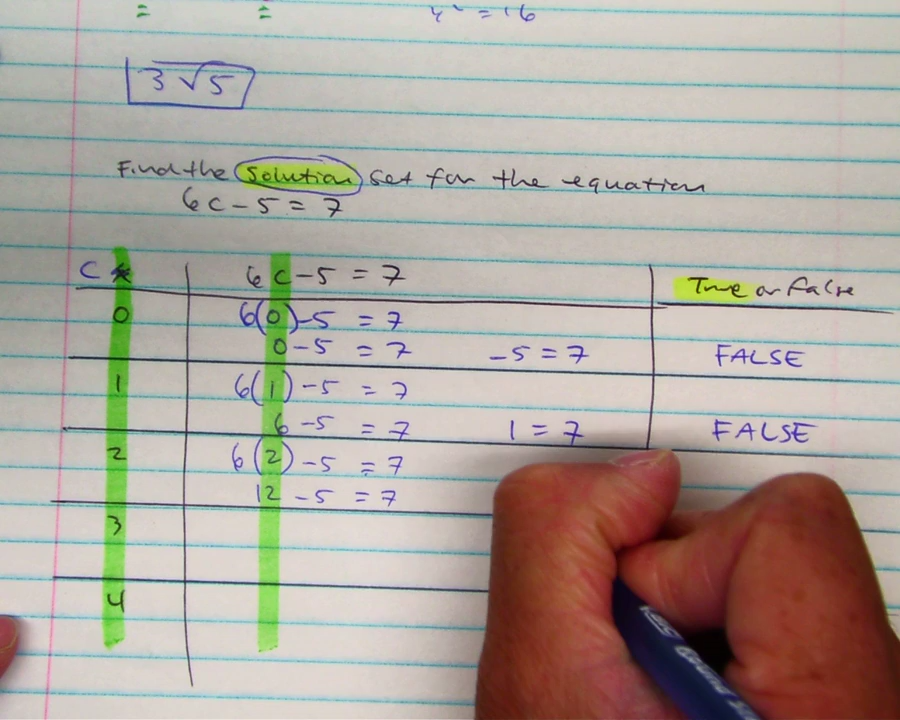 = =
3√5
Find the solution set for the equation
6c - 5 = 7
C 6c - 5 = 7 True or False
0 6(0) - 5 = 7
0 - 5 = 7 -5 = 7 FALSE
1 6(1) - 5 = 7
6 - 5 = 7 1 = 7 FALSE
2 6(2) - 5 = 7
12 - 5 = 7
3
4